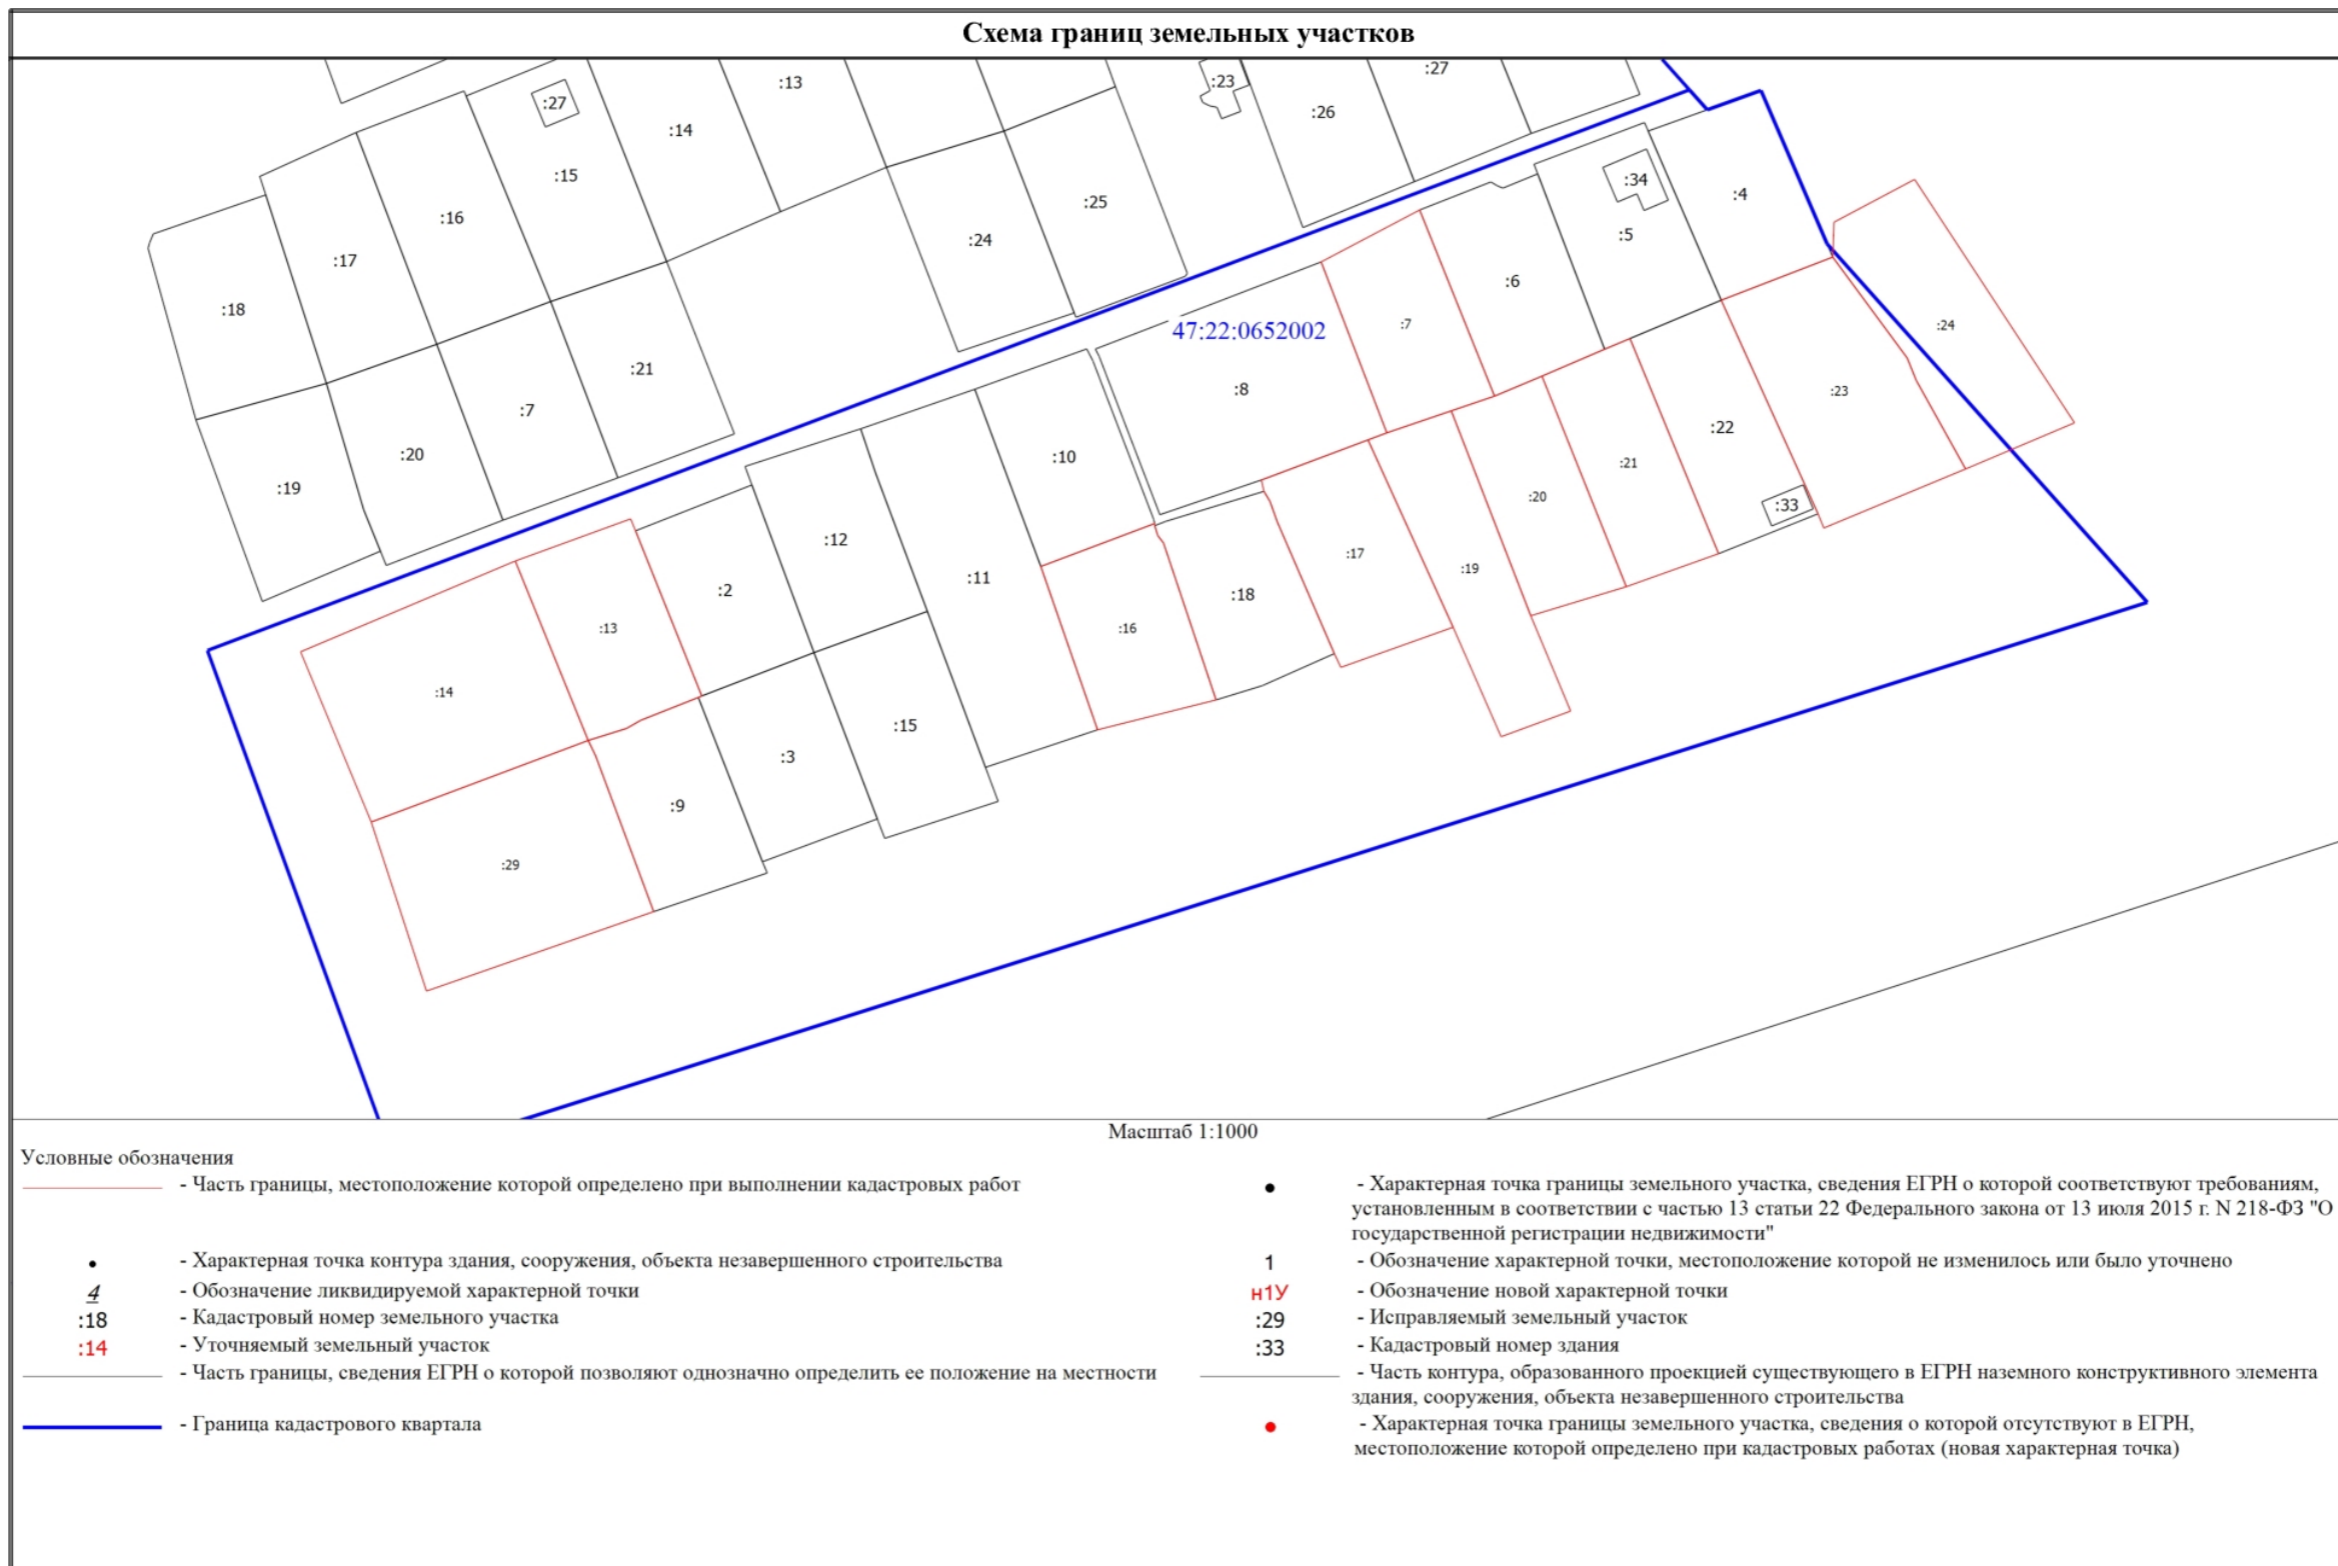 Схема границ земельных участков
:13
:23
:27
:27
:26
:14
:15
:34
:4
:16
:25
:5
:17
:24
:6
:18
47:22:0652002
:7
:24
:21
:8
:23
:7
:22
:20
:10
:21
:19
:20
:33
:12
:17
:19
:11
:2
:18
:13
:16
:14
:15
:3
:9
:29
Масштаб 1:1000
Условные обозначения
- Часть границы, местоположение которой определено при выполнении кадастровых работ
- Характерная точка границы земельного участка, сведения ЕГРН о которой соответствуют требованиям,
установленным в соответствии с частью 13 статьи 22 Федерального закона от 13 июля 2015 г. N 218-ФЗ "О
государственной регистрации недвижимости"
- Характерная точка контура здания, сооружения, объекта незавершенного строительства
1 - Обозначение характерной точки, местоположение которой не изменилось или было уточнено
4 - Обозначение ликвидируемой характерной точки
н1У - Обозначение новой характерной точки
:18 - Кадастровый номер земельного участка
:29 - Исправляемый земельный участок
:14 - Уточняемый земельный участок
:33 - Кадастровый номер здания
- Часть границы, сведения ЕГРН о которой позволяют однозначно определить ее положение на местности
- Часть контура, образованного проекцией существующего в ЕГРН наземного конструктивного элемента
здания, сооружения, объекта незавершенного строительства
- Граница кадастрового квартала
- Характерная точка границы земельного участка, сведения о которой отсутствуют в ЕГРН,
местоположение которой определено при кадастровых работах (новая характерная точка)